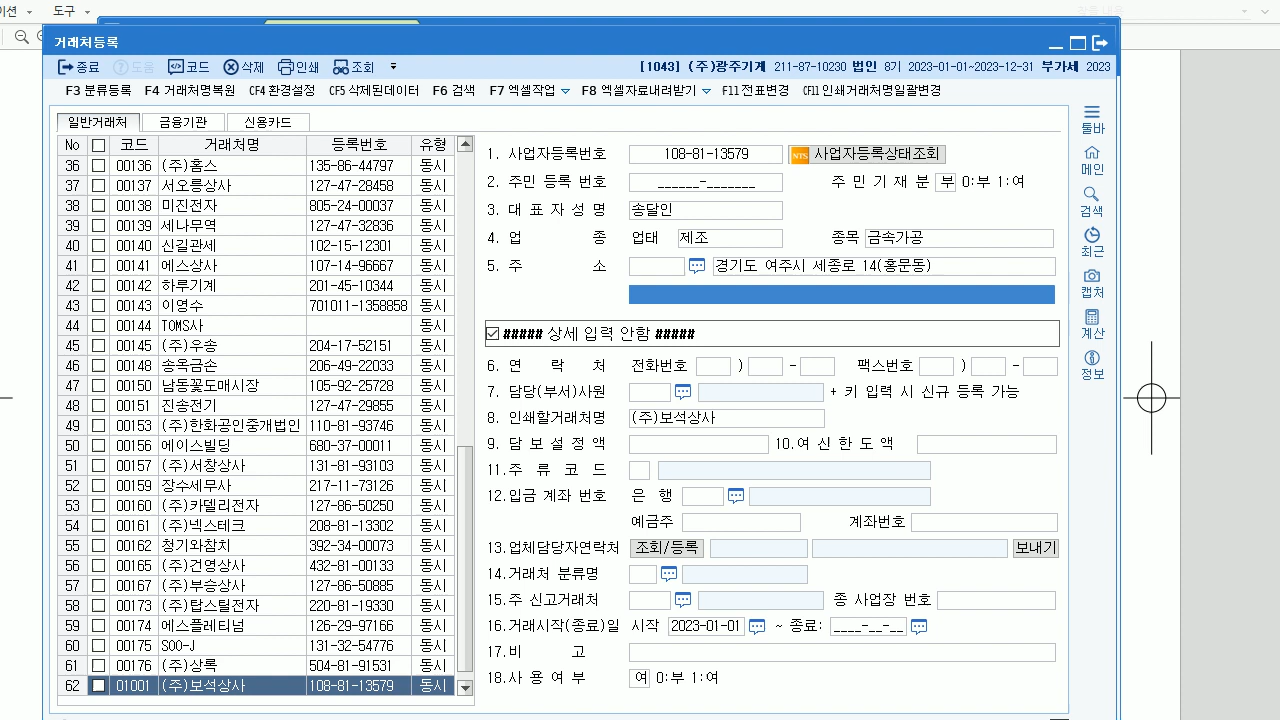 이션 도구
거래처등록
종료 도움 코드 삭제 인쇄 조회 [1043] (주)광주기계 211-87-10230 법인 8기 2023-01-01~2023-12-31 부가세 2023
F3 분류등록 F4 거래처명복원 CF4 환경설정 CF5 삭제된데이터 F6 검색 F7 엑셀작업 F8 엑셀자료내려받기 F11 전표변경 CF11 인쇄거래처명일괄변경
일반거래처 금융기관 신용카드
No 코드 거래처명 등록번호 유형
36 00136 (주)홈스 135-86-44797 동시
37 00137 서오릉상사 127-47-28458 동시
38 00138 미진전자 805-24-00037 동시
39 00139 세나무역 127-47-32836 동시
40 00140 신길관세 102-15-12301 동시
41 00141 에스상사 107-14-96667 동시
42 00142 하루기계 201-45-10344 동시
43 00143 이영수 701011-1358858 동시
44 00144 TOMS사 동시
45 00145 (주)우송 204-17-52151 동시
46 00148 송옥금손 206-49-22033 동시
47 00150 남동꽃도매시장 105-92-25728 동시
48 00151 진송전기 127-47-29855 동시
49 00153 (주)한화공인중개법인 110-81-93746 동시
50 00156 에이스빌딩 680-37-00011 동시
51 00157 (주)서창상사 131-81-93103 동시
52 00159 장수세무사 217-11-73126 동시
53 00160 (주)카델리전자 127-86-50250 동시
54 00161 (주)넥스테크 208-81-13302 동시
55 00162 청기와참치 392-34-00073 동시
56 00165 (주)건영상사 432-81-00133 동시
57 00167 (주)부승상사 127-86-50885 동시
58 00173 (주)탑스틸전자 220-81-19330 동시
59 00174 에스플레티넘 126-29-97166 동시
60 00175 SOO-J 131-32-54776 동시
61 00176 (주)상록 504-81-91531 동시
62 01001 (주)보석상사 108-81-13579 동시
1. 사업자등록번호 108-81-13579 NTS 사업자등록상태조회
2. 주민 등록 번호 ______-_______ 주 민 기 재 분 부 0:부 1:여
3. 대 표 자 성 명 송달인
4. 업 종 업태 제조 종목 금속가공
5. 주 소 경기도 여주시 세종로 14(홍문동)
##### 상세 입력 안함 #####
6. 연 락 처 전화번호 ) - 팩스번호 ) -
7. 담당(부서)사원 + 키 입력 시 신규 등록 가능
8. 인쇄할거래처명 (주)보석상사
9. 담 보 설 정 액 10.여 신 한 도 액
11.주 류 코 드
12.입금 계좌 번호 은 행
예금주 계좌번호
13.업체담당자연락처 조회/등록 보내기
14.거래처 분류명
15.주 신고거래처 종 사업장 번호
16.거래시작(종료)일 시작 2023-01-01 ~ 종료: ____-__-__
17.비 고
18.사 용 여 부 여 0:부 1:여
툴바
메인
검색
최근
캡처
계산
정보